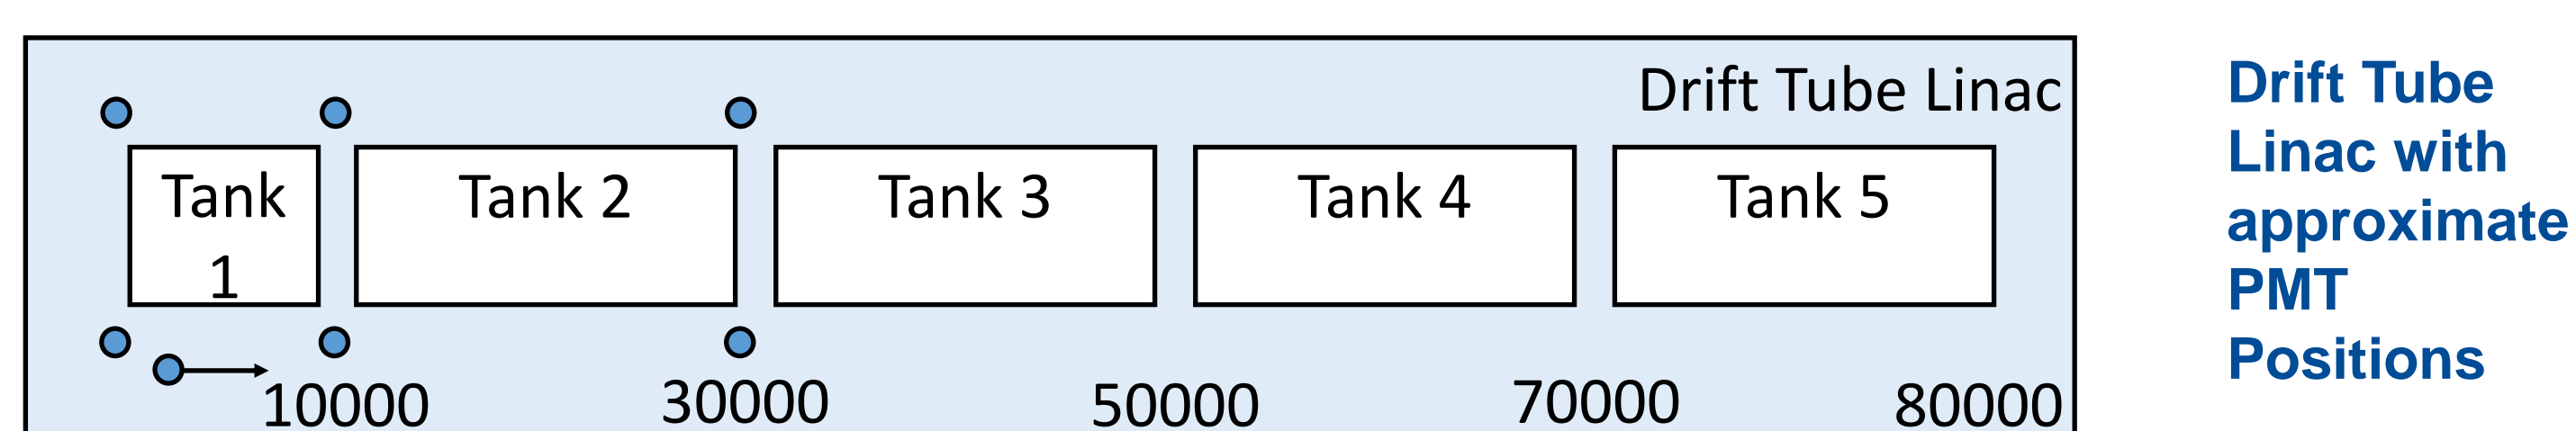 Drift Tube Linac
Tank
1
Tank 2
Tank 3
Tank 4
Tank 5
10000
30000
50000
70000
80000
Drift Tube
Linac with
approximate
PMT
Positions